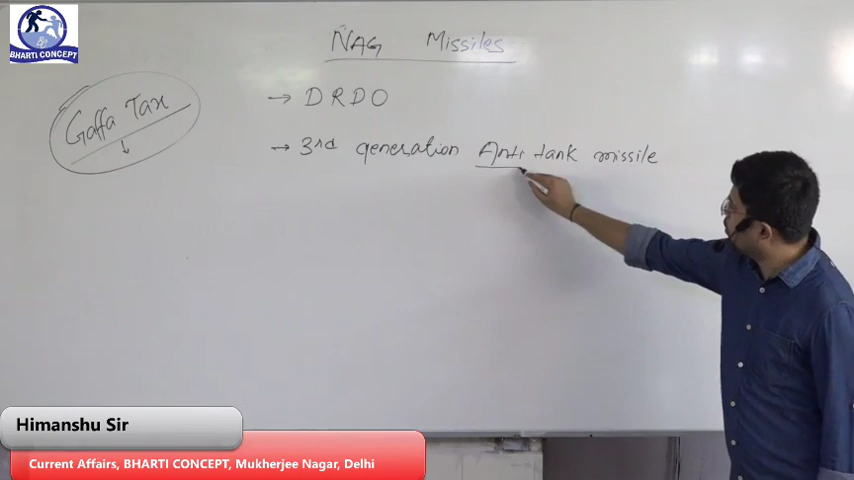 BHARTI CONCEPT
NAG Missiles
Gaffa Tax
→ DRDO
→ 3rd generation Anti tank missile
Himanshu Sir
Current Affairs, BHARTI CONCEPT, Mukherjee Nagar, Delhi